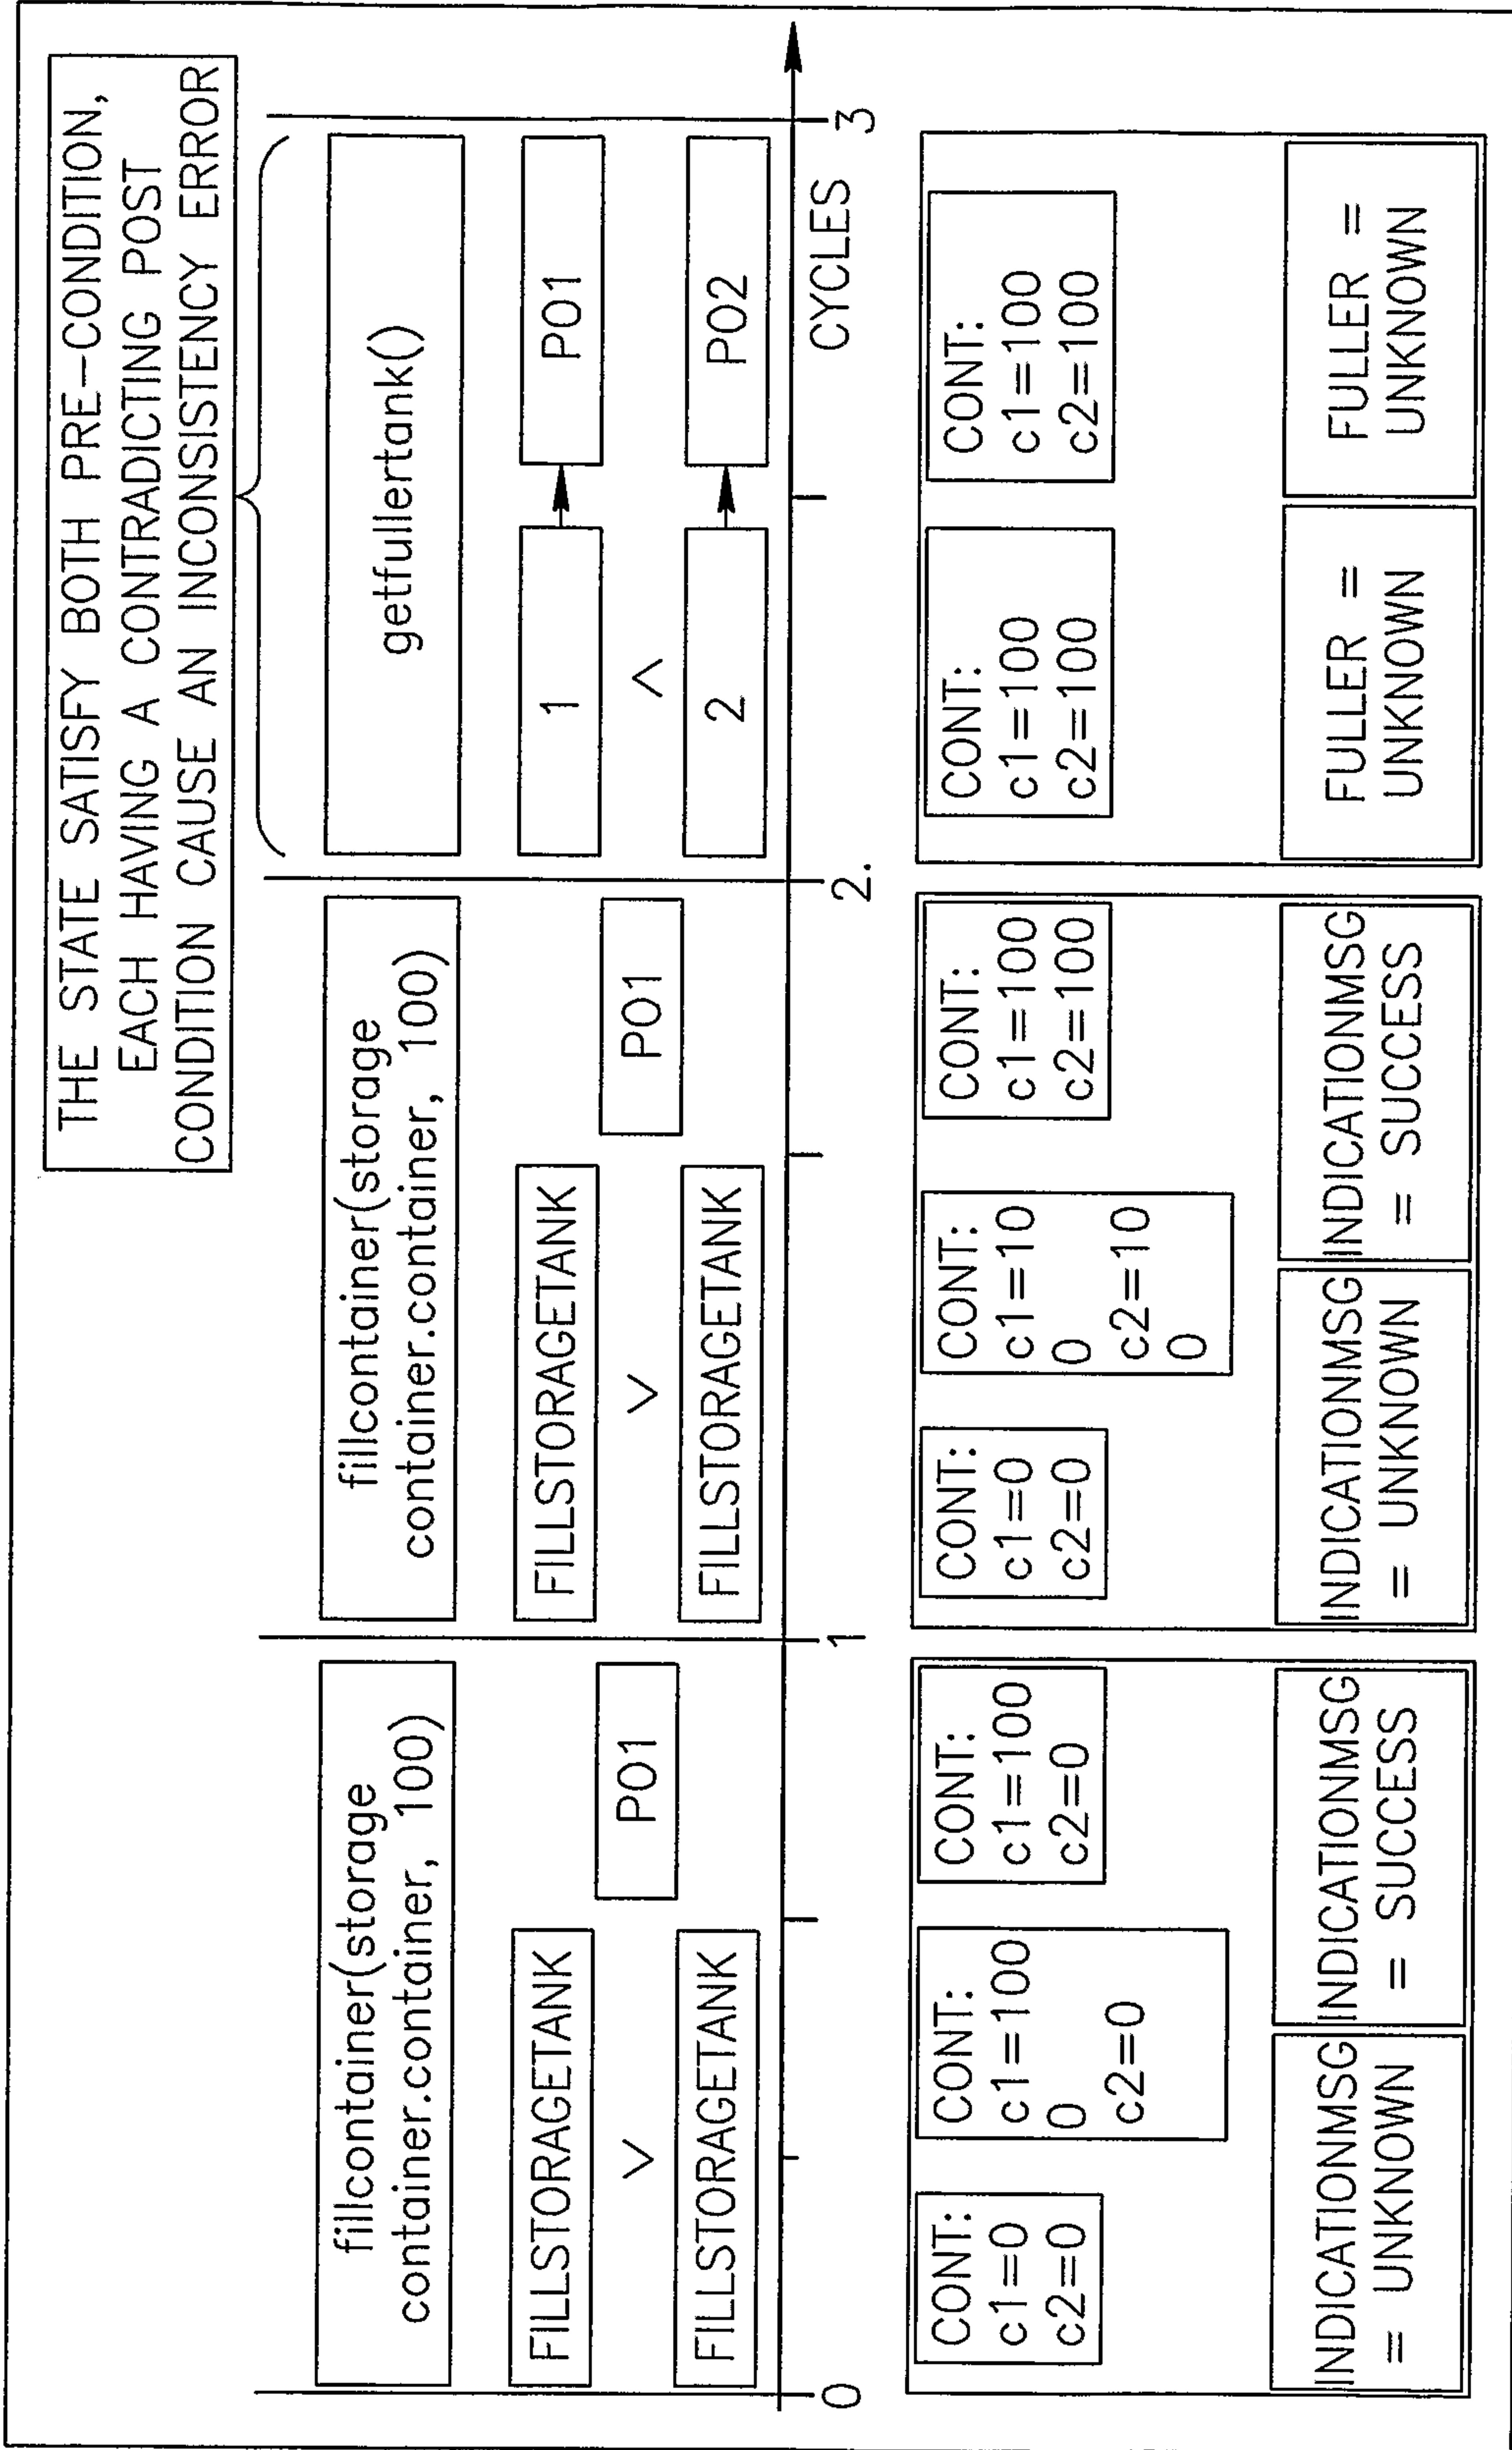 THE STATE SATISFY BOTH PRE-CONDITION,
EACH HAVING A CONTRADICTING POST
CONDITION CAUSE AN INCONSISTENCY ERROR
fillcontainer(storage
container.container, 100)
fillcontainer(storage
container.container, 100)
getfullertank()
FILLSTORAGETANK
∨
FILLSTORAGETANK
PO1
FILLSTORAGETANK
∨
FILLSTORAGETANK
PO1
1
PO1
∧
2
PO2
0
1
2.
CYCLES
3
CONT:
c1=0
c2=0
CONT:
c1=100
0
c2=0
CONT:
c1=100
c2=0
INDICATIONMSG
= UNKNOWN
INDICATIONMSG
= SUCCESS
CONT:
c1=0
c2=0
CONT:
c1=10
0
c2=10
0
CONT:
c1=100
c2=100
INDICATIONMSG
= UNKNOWN
INDICATIONMSG
= SUCCESS
CONT:
c1=100
c2=100
CONT:
c1=100
c2=100
FULLER =
UNKNOWN
FULLER =
UNKNOWN